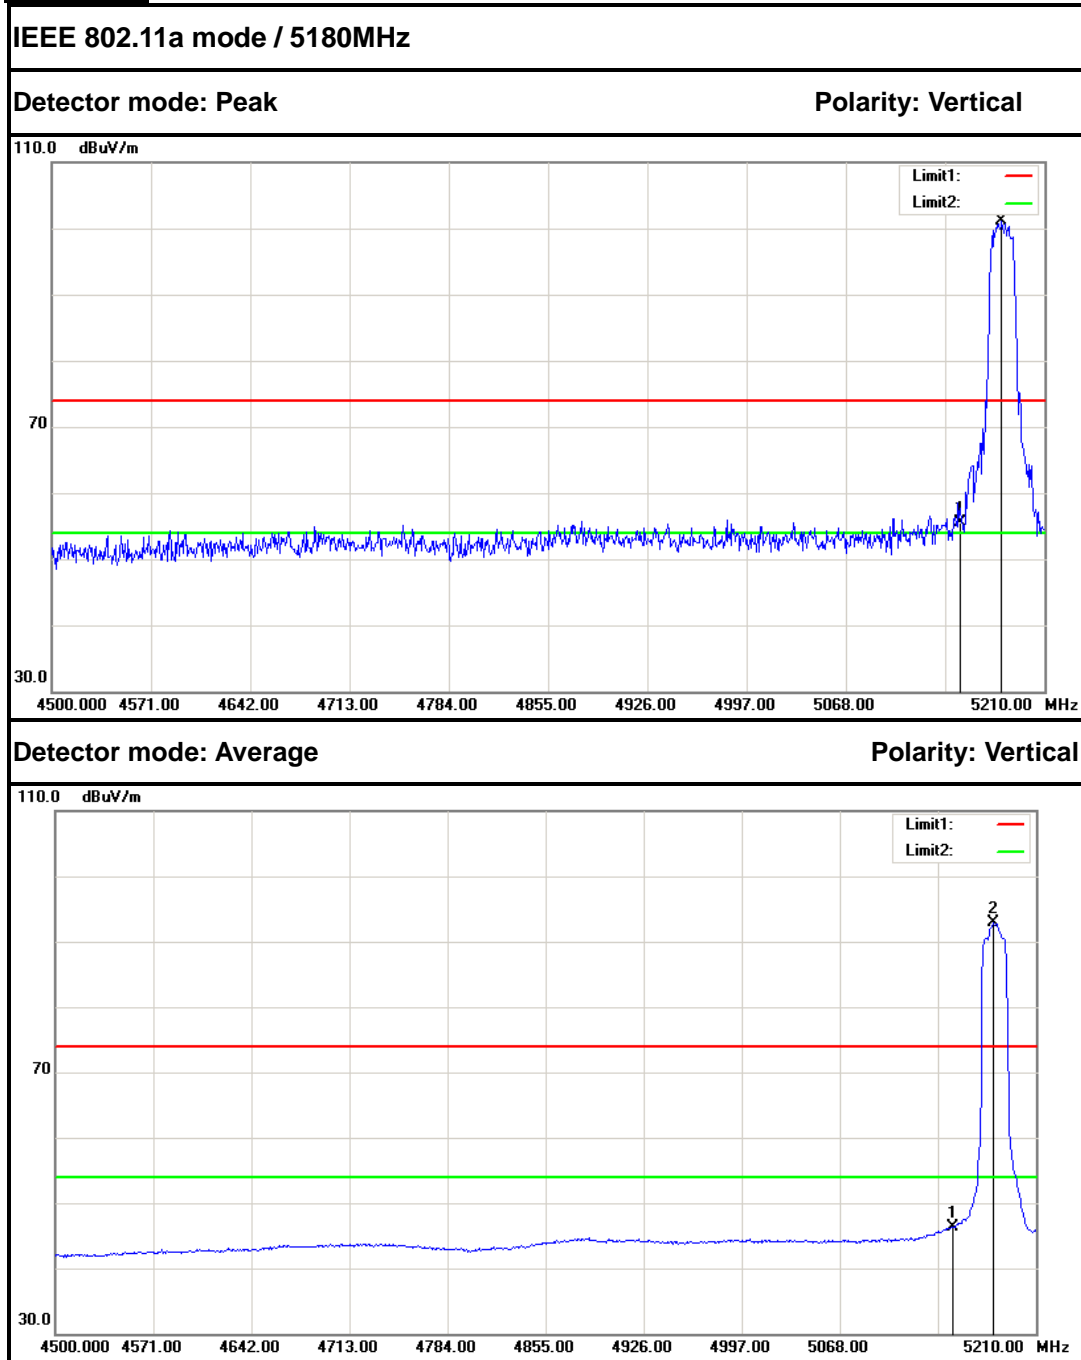 IEEE 802.11a mode / 5180MHz
Detector mode: Peak Polarity: Vertical
110.0 dBuV/m
Limit1:
Limit2:
70
1
30.0
4500.000 4571.00 4642.00 4713.00 4784.00 4855.00 4926.00 4997.00 5068.00 5210.00 MHz
Detector mode: Average Polarity: Vertical
110.0 dBuV/m
Limit1:
Limit2:
2
70
1
30.0
4500.000 4571.00 4642.00 4713.00 4784.00 4855.00 4926.00 4997.00 5068.00 5210.00 MHz